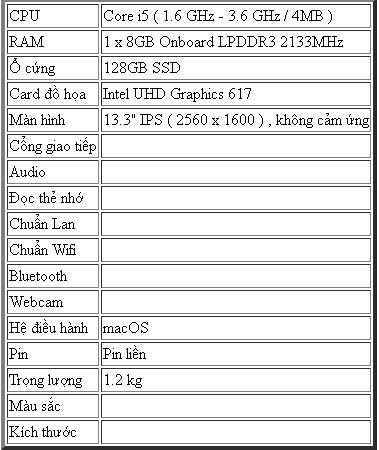 CPU Core i5 ( 1.6 GHz - 3.6 GHz / 4MB )
RAM 1 x 8GB Onboard LPDDR3 2133MHz
Ổ cứng 128GB SSD
Card đồ họa Intel UHD Graphics 617
Màn hình 13.3" IPS ( 2560 x 1600 ) , không cảm ứng
Cổng giao tiếp
Audio
Đọc thẻ nhớ
Chuẩn Lan
Chuẩn Wifi
Bluetooth
Webcam
Hệ điều hành macOS
Pin Pin liền
Trọng lượng 1.2 kg
Màu sắc
Kích thước